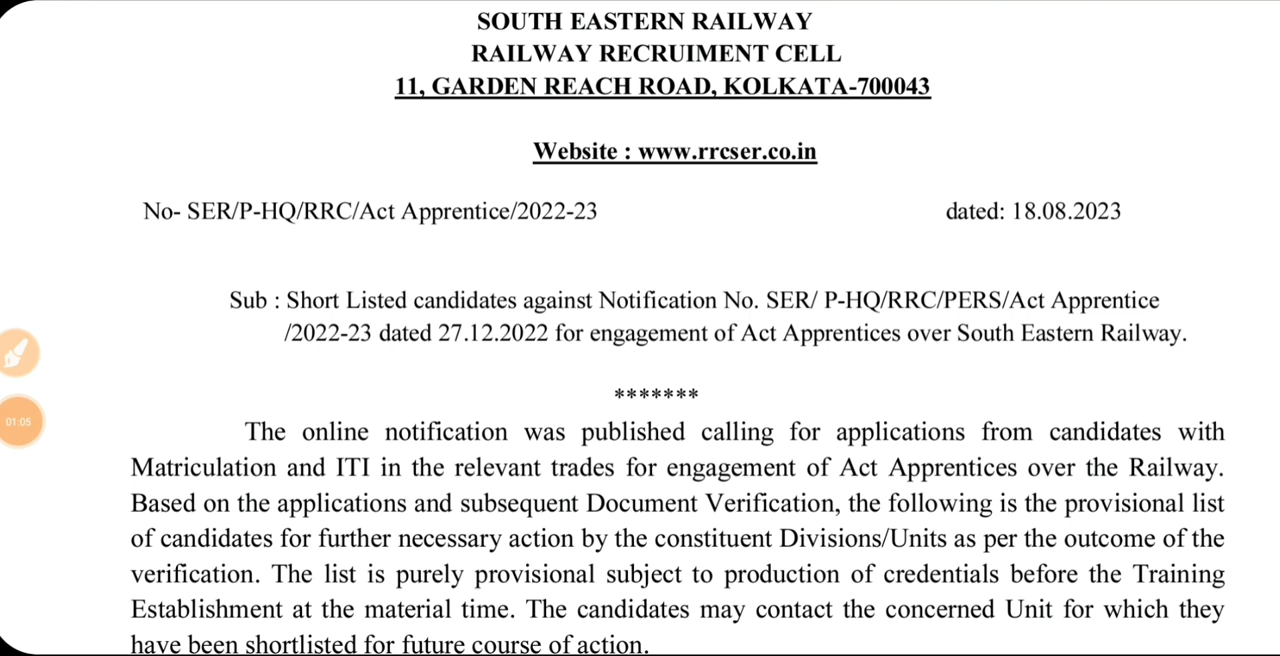 SOUTH EASTERN RAILWAY
RAILWAY RECRUIMENT CELL
11, GARDEN REACH ROAD, KOLKATA-700043
Website : www.rrcser.co.in
No- SER/P-HQ/RRC/Act Apprentice/2022-23 dated: 18.08.2023
Sub : Short Listed candidates against Notification No. SER/ P-HQ/RRC/PERS/Act Apprentice
/2022-23 dated 27.12.2022 for engagement of Act Apprentices over South Eastern Railway.
*******
The online notification was published calling for applications from candidates with
Matriculation and ITI in the relevant trades for engagement of Act Apprentices over the Railway.
Based on the applications and subsequent Document Verification, the following is the provisional list
of candidates for further necessary action by the constituent Divisions/Units as per the outcome of the
verification. The list is purely provisional subject to production of credentials before the Training
Establishment at the material time. The candidates may contact the concerned Unit for which they
have been shortlisted for future course of action.
01:05